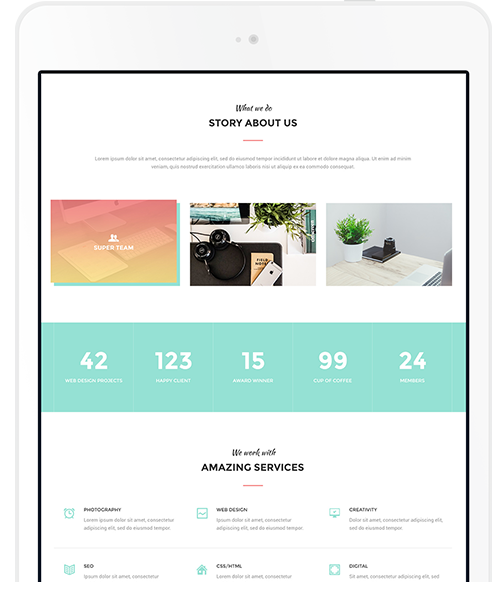 What we do
STORY ABOUT US
Lorem ipsum dolor sit amet, consectetur adipiscing elit, sed do eiusmod tempor incididunt ut labore et dolore magna aliqua. Ut enim ad minim
veniam, quis nostrud exercitation ullamco laboris nisi ut aliquip ex ea commodo consequat.
SUPER TEAM
FIELD NOTES
42
123
15
99
24
WEB DESIGN PROJECTS
HAPPY CLIENT
AWARD WINNER
CUP OF COFFEE
MEMBERS
We work with
AMAZING SERVICES
PHOTOGRAPHY
Lorem ipsum dolor sit amet, consectetur
adipiscing elit, sed do eiusmod tempor.
WEB DESIGN
Lorem ipsum dolor sit amet, consectetur
adipiscing elit, sed do eiusmod tempor.
CREATIVITY
Dolor sit amet, consectetur adipiscing elit,
sed do eiusmod tempor.
SEO
Ipsum dolor sit amet, consectetur
CSS/HTML
Ipsum dolor sit amet, consectetur
DIGITAL
Sit amet, consectetur adipiscing elit, sed do